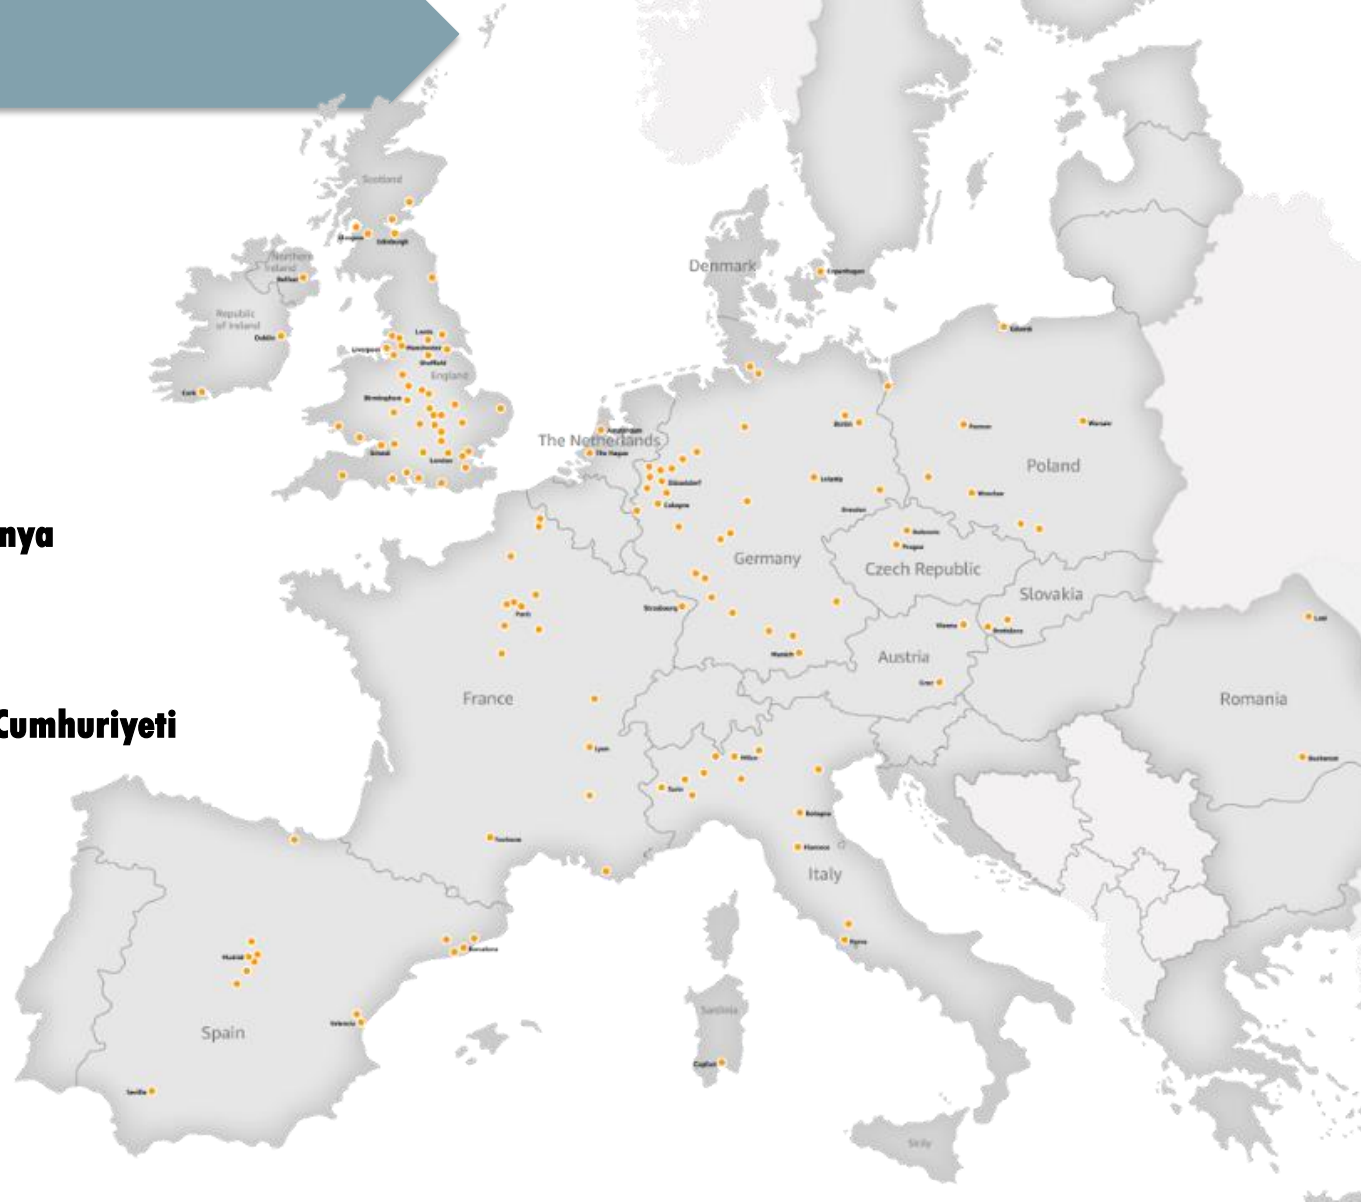 Scotland
Glasgow
Edinburgh
Northern
Ireland
Belfast
Republic
of Ireland
Dublin
Cork
Leeds
Liverpool
Manchester
Sheffield
England
Birmingham
Bristol
London
Denmark
Copenhagen
Gdansk
Amsterdam
The Netherlands
The Hague
Berlin
Poznan
Warsaw
Poland
Düsseldorf
Leipzig
Wroclaw
Cologne
Dresden
nya
Germany
Prague
Czech Republic
Slovakia
Paris
Strasbourg
Vienna
Bratislava
Iasi
Munich
Austria
Graz
France
Romania
Cumhuriyeti
Lyon
Milan
Bucharest
Turin
Bologna
Toulouse
Florence
Italy
Rome
Barcelona
Madrid
Sardinia
Valencia
Spain
Cagliari
Seville
Sicily